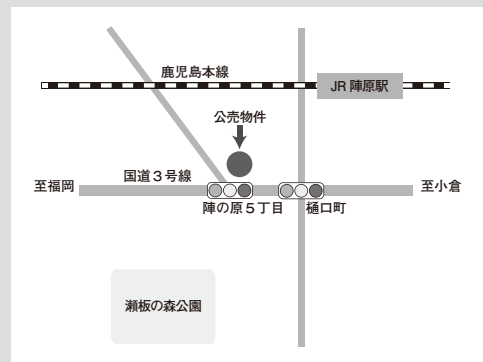 鹿児島本線
JR 陣原駅
公売物件
国道３号線
至福岡
至小倉
陣の原５丁目
樋口町
瀬板の森公園